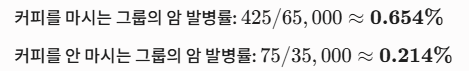 커피를 마시는 그룹의 암 발병률: 425/65,000 ≈ 0.654%
커피를 안 마시는 그룹의 암 발병률: 75/35,000 ≈ 0.214%